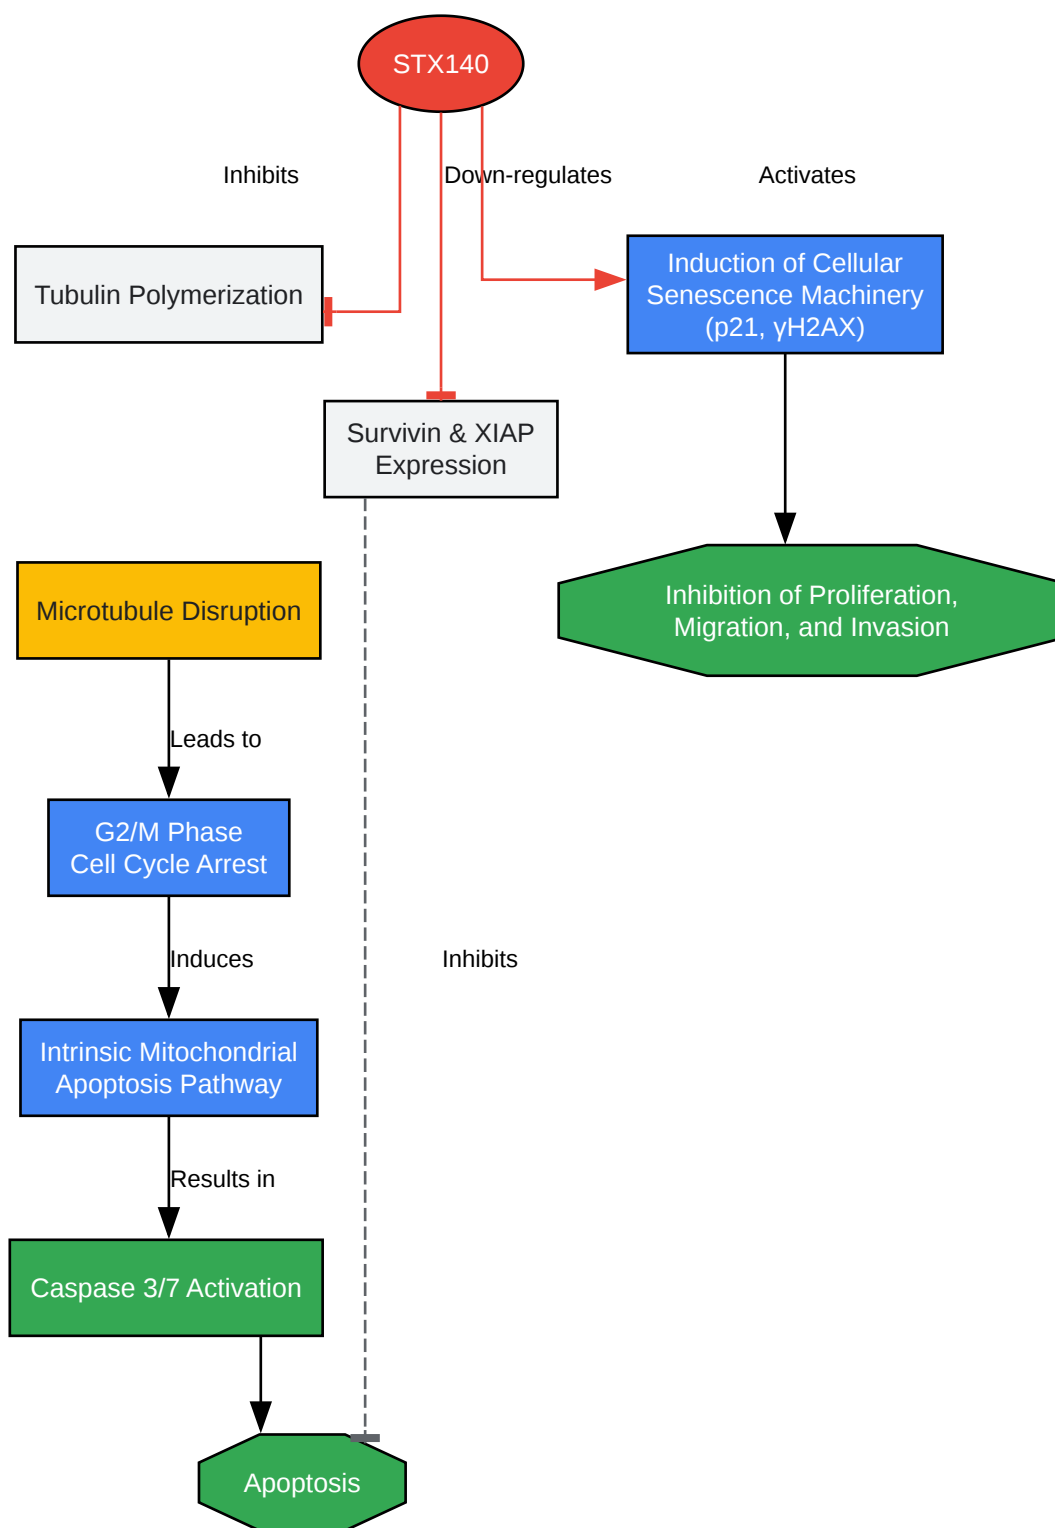 STX140
Inhibits
Down-regulates
Activates
Tubulin Polymerization
Induction of Cellular
Senescence Machinery
(p21, γH2AX)
Survivin & XIAP
Expression
Microtubule Disruption
Inhibition of Proliferation,
Migration, and Invasion
Leads to
G2/M Phase
Cell Cycle Arrest
Induces
Inhibits
Intrinsic Mitochondrial
Apoptosis Pathway
Results in
Caspase 3/7 Activation
Apoptosis